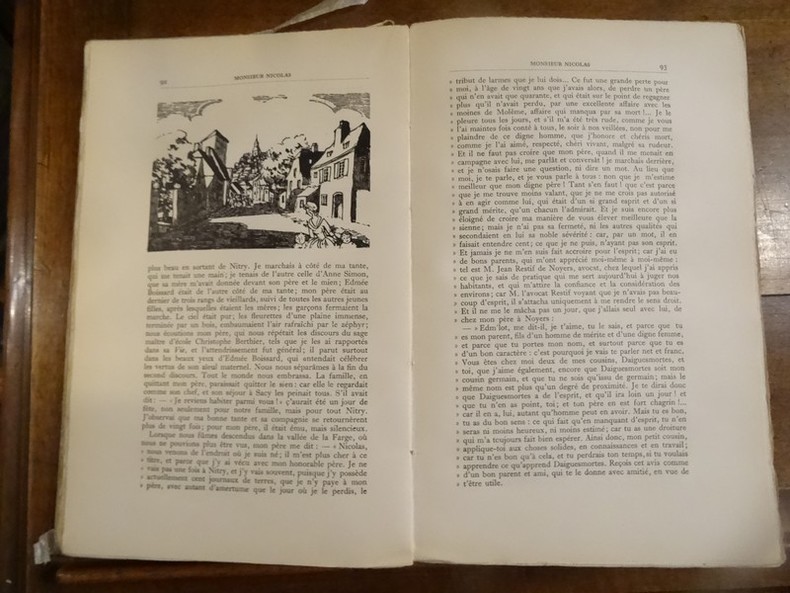 MONSIEUR NICOLAS
plus beau en sortant de Nitry. Je marchais à côté de ma tante,
qui me tenait une main ; je tenais de l'autre celle d'Anne Simon,
que sa mère m'avait donnée devant son père et le mien ; Edmée
Boissard était de l'autre côté de ma tante ; mon père était au
dernier de trois rangs de vieillards, suivi de toutes les autres jeunes
filles, après lesquelles étaient les mères ; les garçons fermaient la
marche. Le ciel était pur ; les fleurettes d'une plaine immense,
terminée par un bois, embaumaient l'air rafraîchi par le zéphyr ;
nous écoutions mon père, qui nous répétait les discours du sage
maître d'école Christophe Berthier, tels que je les ai rapportés
dans sa Vie, et l'attendrissement fut général ; il parut surtout
dans les beaux yeux d'Edmée Boissard, qui entendait célébrer
les vertus de son aïeul maternel. Nous nous séparâmes à la fin du
second discours. Tout le monde nous embrassa. La famille, en
quittant mon père, paraissait quitter le sien : car elle le regardait
comme son chef, et son séjour à Sacy les peinait tous. S'il avait
dit : — « Je reviens habiter parmi vous ! » ç'aurait été un jour de
fête, non seulement pour notre famille, mais pour tout Nitry.
J'observai que ma bonne tante et sa compagnie se retournèrent
plus de vingt fois ; pour mon père, il était ému, mais silencieux.
Lorsque nous fûmes descendus dans la vallée de la Farge, où
nous ne pouvions plus être vus, mon père me dit : — « Nicolas,
» nous venons de l'endroit où je suis né ; il m'est plus cher à ce
» titre, et parce que j'y ai vécu avec mon honorable père. Je ne
» vais pas une fois à Nitry, et j'y vais souvent, puisque j'y possède
» actuellement cent journaux de terres, que je n'y paye à mon
» père, avec autant d'amertume que le jour où je le perdis, le
MONSIEUR NICOLAS
» tribut de larmes que je lui dois... Ce fut une grande perte pour
» moi, à l'âge de vingt ans que j'avais alors, de perdre un père
» qui n'en avait que quarante, et qui était sur le point de regagner
» plus qu'il n'avait perdu, par une excellente affaire avec les
» moines de Molême, affaire qui manqua par sa mort !... Je le
» pleure tous les jours, et s'il m'a été très rude, comme je vous
» l'ai maintes fois conté à tous, le soir à nos veillées, non pour me
» plaindre de ce digne homme, que j'honore et chéris mort,
» comme je l'ai aimé, respecté, chéri vivant, malgré sa rudeur.
» Et il ne faut pas croire que mon père, quand il me menait en
» campagne avec lui, me parlât et conversât ! je marchais derrière,
» et je n'osais faire une question, ni dire un mot. Au lieu que
» moi, je te parle, et je vous parle à tous : non que je m'estime
» meilleur que mon digne père ! Tant s'en faut ! que c'est parce
» que je me trouve moins valant, que je ne me crois pas autorisé
» à en agir comme lui, qui était d'un si grand esprit et d'un si
» grand mérite, qu'un chacun l'admirait. Et je suis encore plus
» éloigné de croire ma manière de vous élever meilleure que la
» sienne ; mais je n'ai pas sa fermeté, ni les autres qualités qui
» secondaient en lui sa noble sévérité : car, par un mot, il en
» faisait entendre cent ; ce que je ne puis, n'ayant pas son esprit.
» Et jamais je ne m'en suis fait accroire pour l'esprit ; car j'ai eu
» de bons parents, qui m'ont apprécié moi-même à moi-même :
» tel est M. Jean Restif de Noyers, avocat, chez lequel j'ai appris
» ce que je sais de pratique qui me sert aujourd'hui à juger nos
» habitants, et qui m'attire la confiance et la considération des
» environs ; car M. l'avocat Restif voyant que je n'avais pas beau-
» coup d'esprit, il s'attacha uniquement à me rendre le sens droit.
» Et il ne me le mâcha pas un jour, que j'allais seul avec lui, de
» chez mon père à Noyers :
» — « Edm'lot, me dit-il, je t'aime, tu le sais, et parce que tu
» es mon parent, fils d'un homme de mérite et d'une digne femme,
» et parce que tu portes mon nom, et surtout parce que tu es
» d'un bon caractère : c'est pourquoi je vais te parler net et franc.
» Vous êtes chez moi deux de mes cousins, Daiguesmortes, et
» toi, que j'aime également, encore que Daiguesmortes soit mon
» cousin germain, et que tu ne sois qu'issu de germain ; mais le
» même nous est plus qu'un degré de proximité. Je te dirai donc
» que Daiguesmortes a de l'esprit, et qu'il ira loin un jour ! et
» que tu n'en as point, toi ; et ton père en est fort chagrin !...
» car il en a, lui, autant qu'homme peut en avoir. Mais tu es bon,
» tu as du bon sens : ce qui fait qu'en manquant d'esprit, tu n'en
» seras ni moins heureux, ni moins estimé ; car tu as une droiture
» qui m'a toujours fait bien espérer. Ainsi donc, mon petit cousin,
» applique-toi aux choses solides, en connaissances et en travail ;
» car tu n'es bon qu'à cela, et tu perdrais ton temps, si tu voulais
» apprendre ce qu'apprend Daiguesmortes. Reçois cet avis comme
» d'un bon parent et ami, qui te le donne avec amitié, en vue de
» t'être utile.